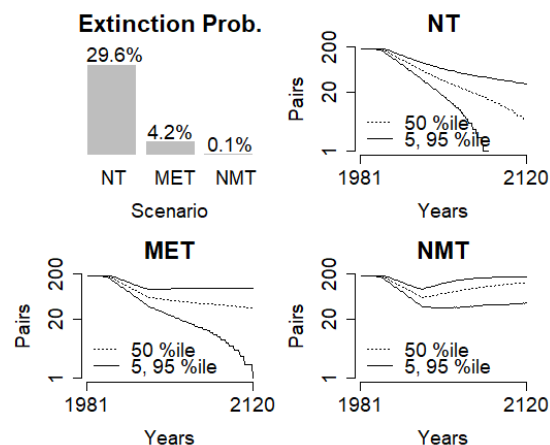 Extinction Prob.
29.6%
4.2%
0.1%
NT MET NMT
Scenario
NT
Pairs
200
20
1
50 %ile
5, 95 %ile
1981 2120
Years
MET
Pairs
200
20
1
50 %ile
5, 95 %ile
1981 2120
Years
NMT
Pairs
200
20
1
50 %ile
5, 95 %ile
1981 2120
Years